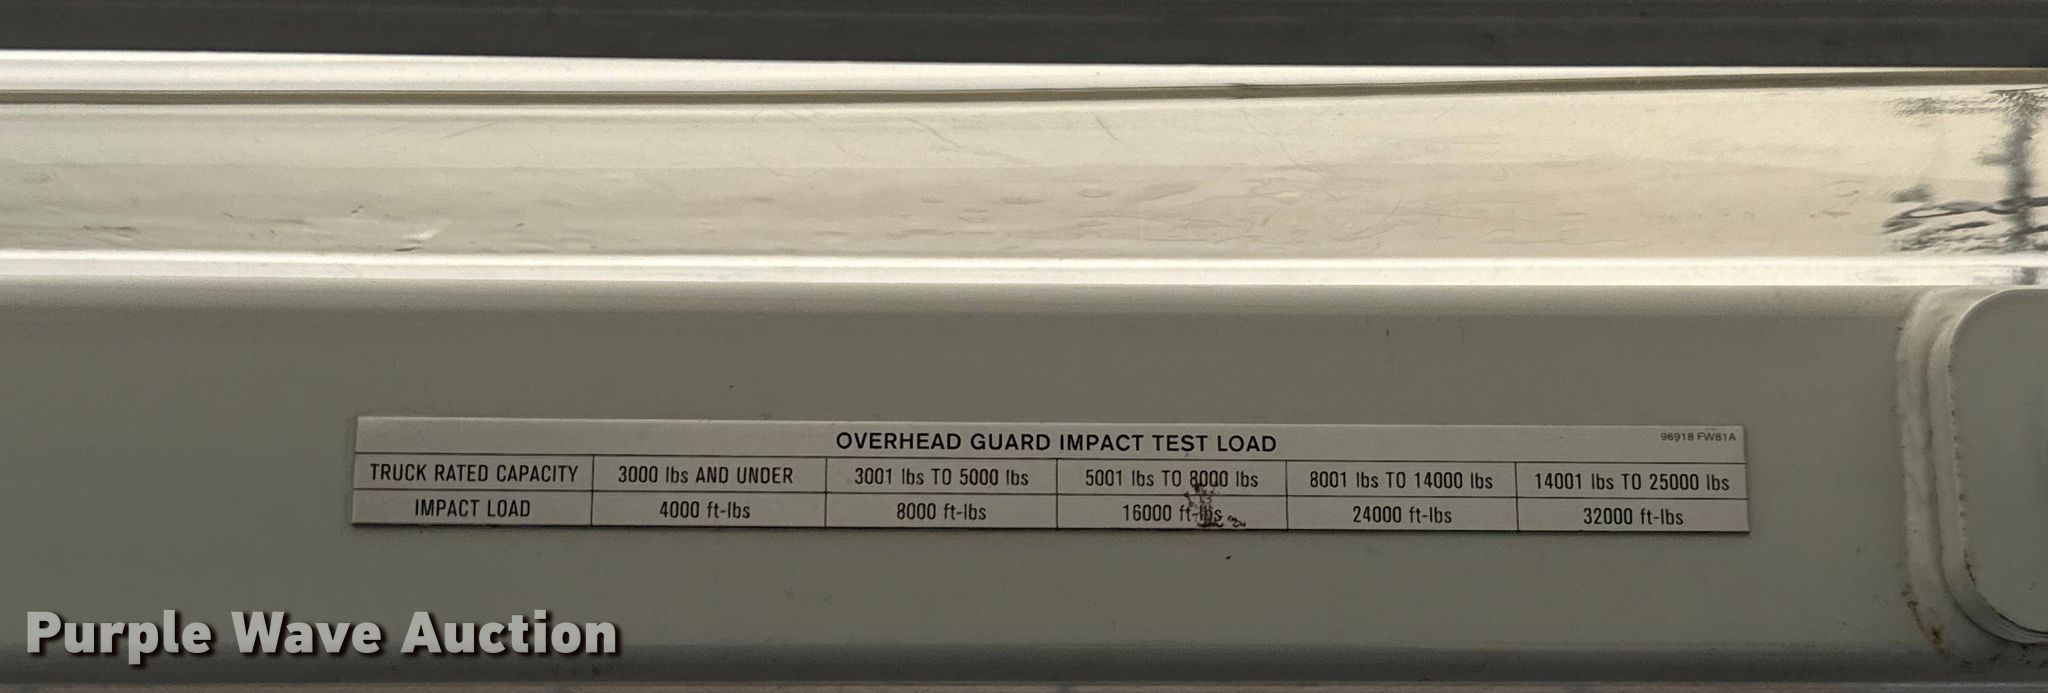 OVERHEAD GUARD IMPACT TEST LOAD 96918 FW81A
TRUCK RATED CAPACITY 3000 lbs AND UNDER 3001 lbs TO 5000 lbs 5001 lbs TO 8000 lbs 8001 lbs TO 14000 lbs 14001 lbs TO 25000 lbs
IMPACT LOAD 4000 ft-lbs 8000 ft-lbs 16000 ft-lbs 24000 ft-lbs 32000 ft-lbs
Purple Wave Auction